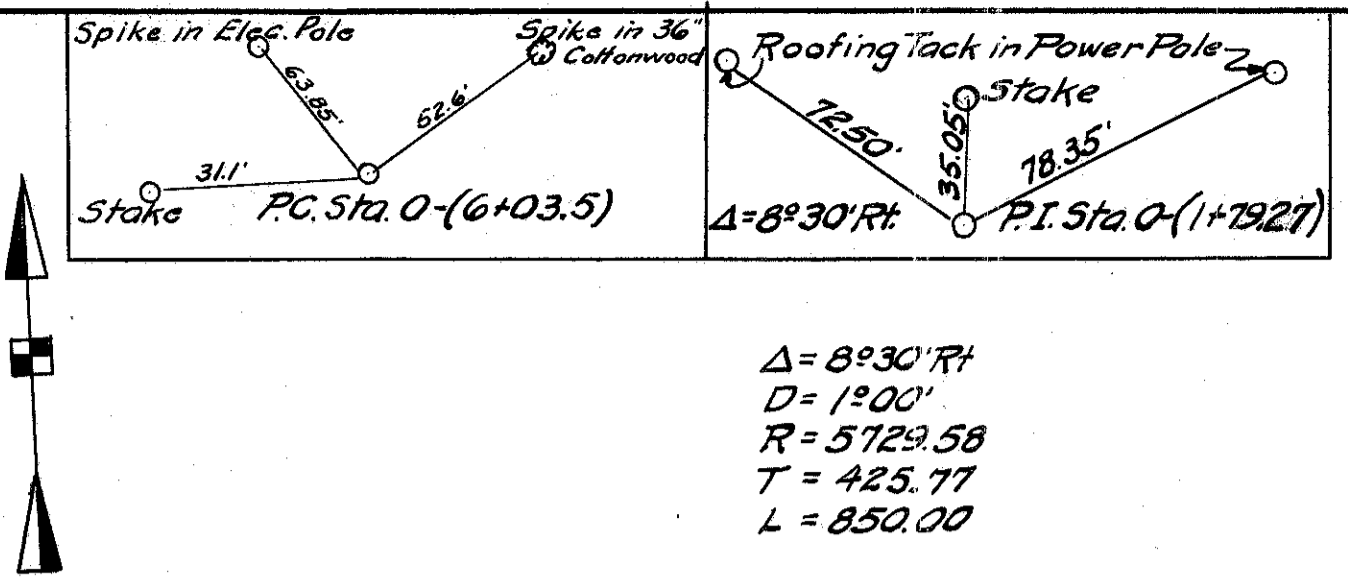 Spike in Elec. Pole
63.85'
Spike in 36"
Cottonwood
62.6'
31.1'
Stake
P.C. Sta. 0-(6+03.5)
Roofing Tack in Power Pole
72.50'
35.05'
Stake
78.35'
Δ=8°30'Rt.
P.I. Sta. 0-(1+79.27)
Δ = 8°30'Rt
D = 1°00'
R = 5729.58
T = 425.77
L = 850.00